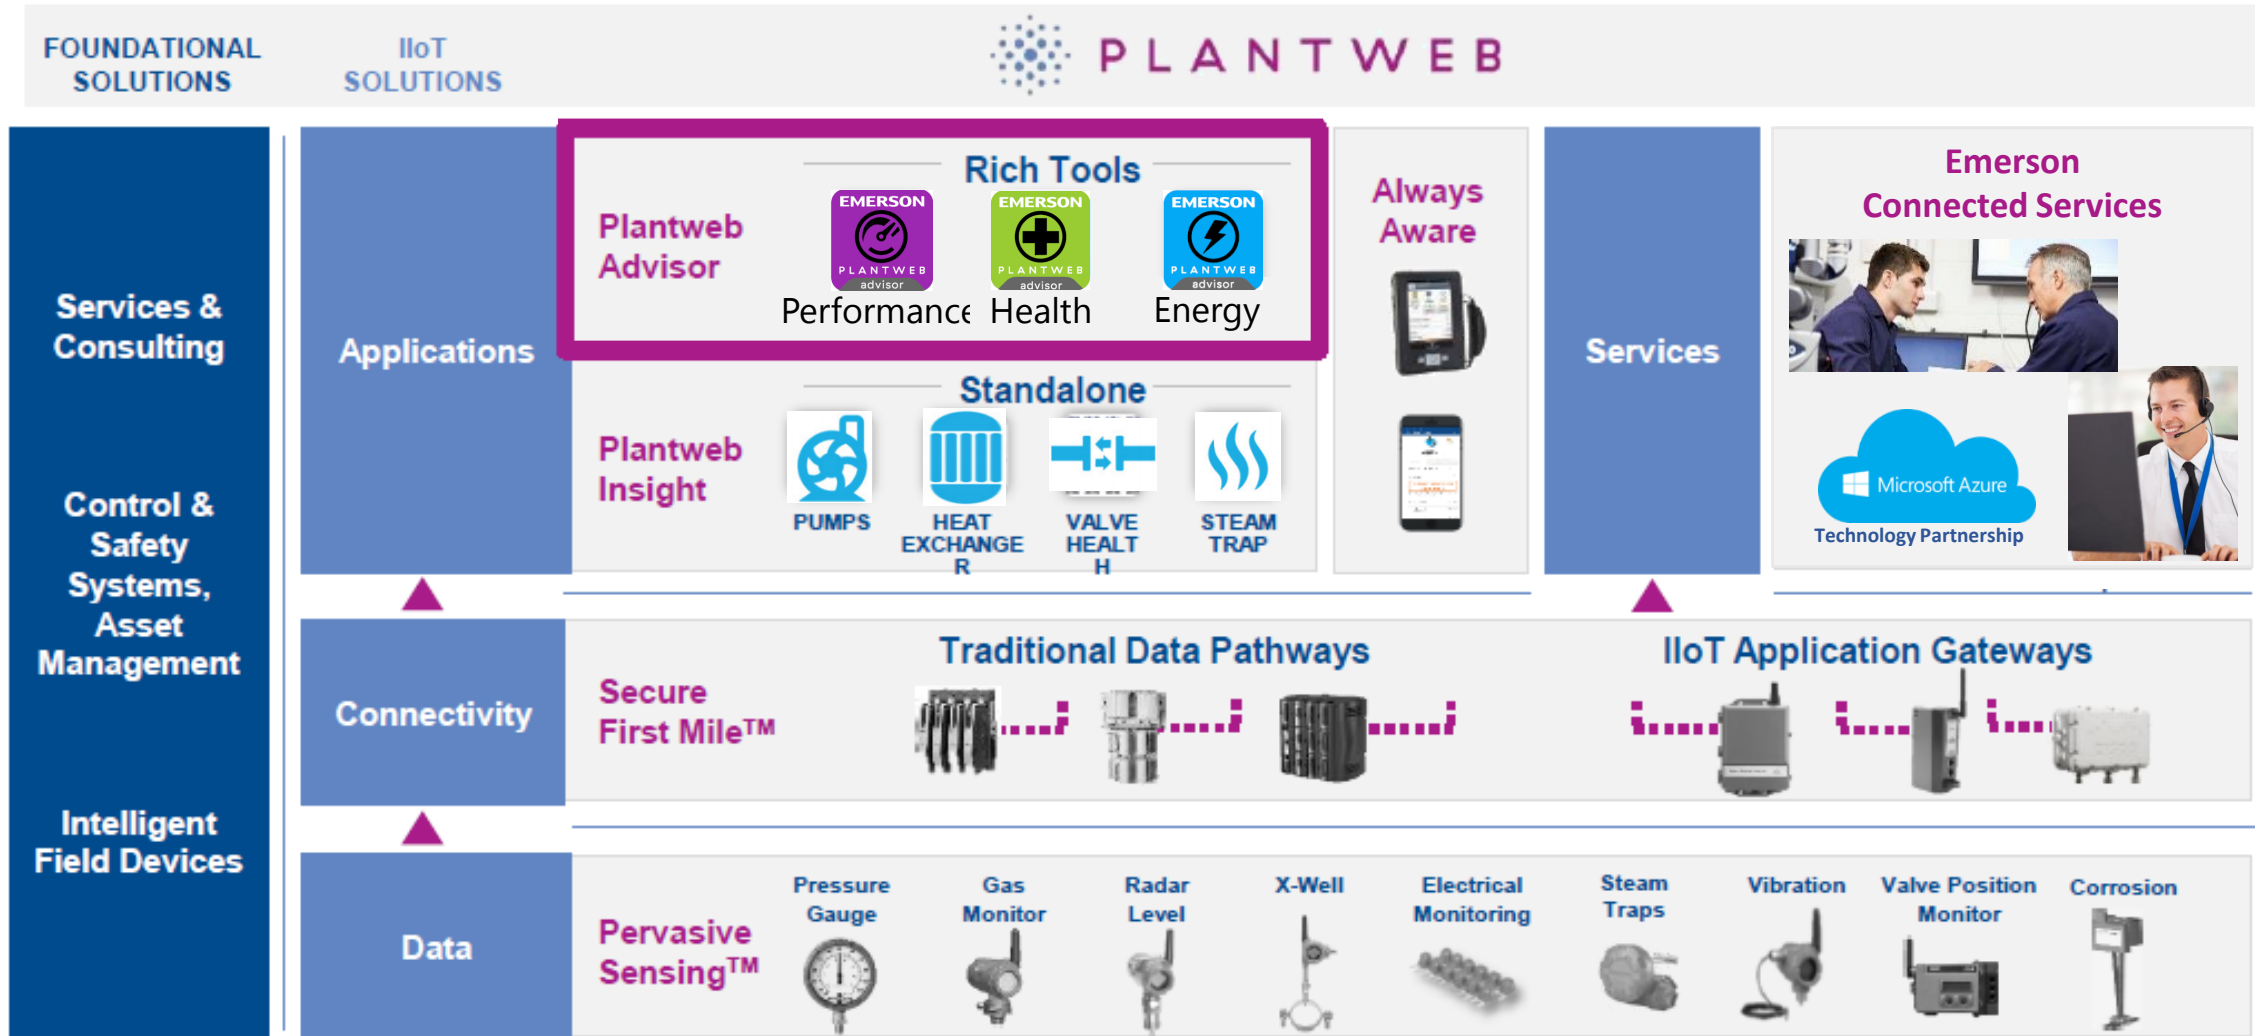 FOUNDATIONAL
SOLUTIONS
IIoT
SOLUTIONS
PLANTWEB
Services &
Consulting
Control &
Safety
Systems,
Asset
Management
Intelligent
Field Devices
Applications
Plantweb
Advisor
Rich Tools
EMERSON
PLANTWEB
advisor
Performance
EMERSON
PLANTWEB
advisor
Health
EMERSON
PLANTWEB
advisor
Energy
Plantweb
Insight
Standalone
PUMPS
HEAT
EXCHANGE
R
VALVE
HEALT
H
STEAM
TRAP
Always
Aware
Services
Emerson
Connected Services
Microsoft Azure
Technology Partnership
Connectivity
Secure
First Mile™
Traditional Data Pathways
IIoT Application Gateways
Data
Pervasive
Sensing™
Pressure
Gauge
Gas
Monitor
Radar
Level
X-Well
Electrical
Monitoring
Steam
Traps
Vibration
Valve Position
Monitor
Corrosion